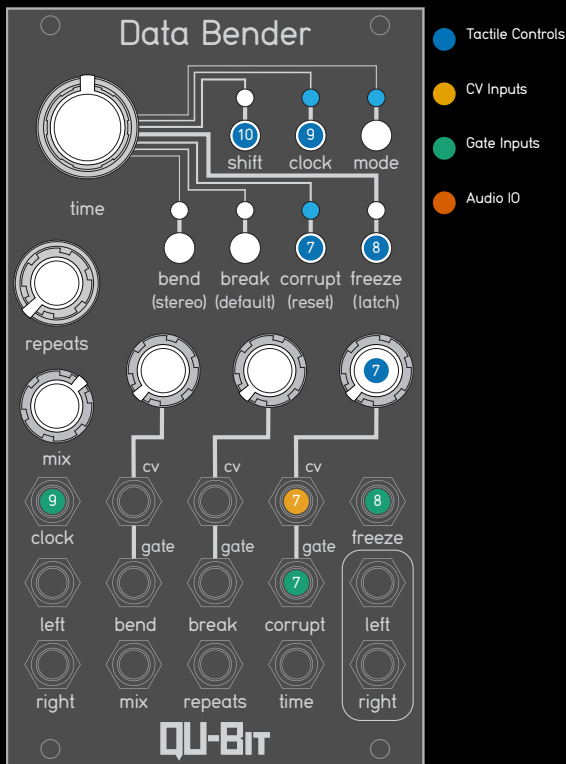 Data Bender
Tactile Controls
CV Inputs
Gate Inputs
Audio IO
10
9
shift
clock
mode
time
7
8
bend
break
corrupt
freeze
(stereo)
(default)
(reset)
(latch)
repeats
7
mix
cv
cv
cv
9
7
8
clock
freeze
gate
gate
gate
7
left
bend
break
corrupt
left
right
mix
repeats
time
right
QU-BIT